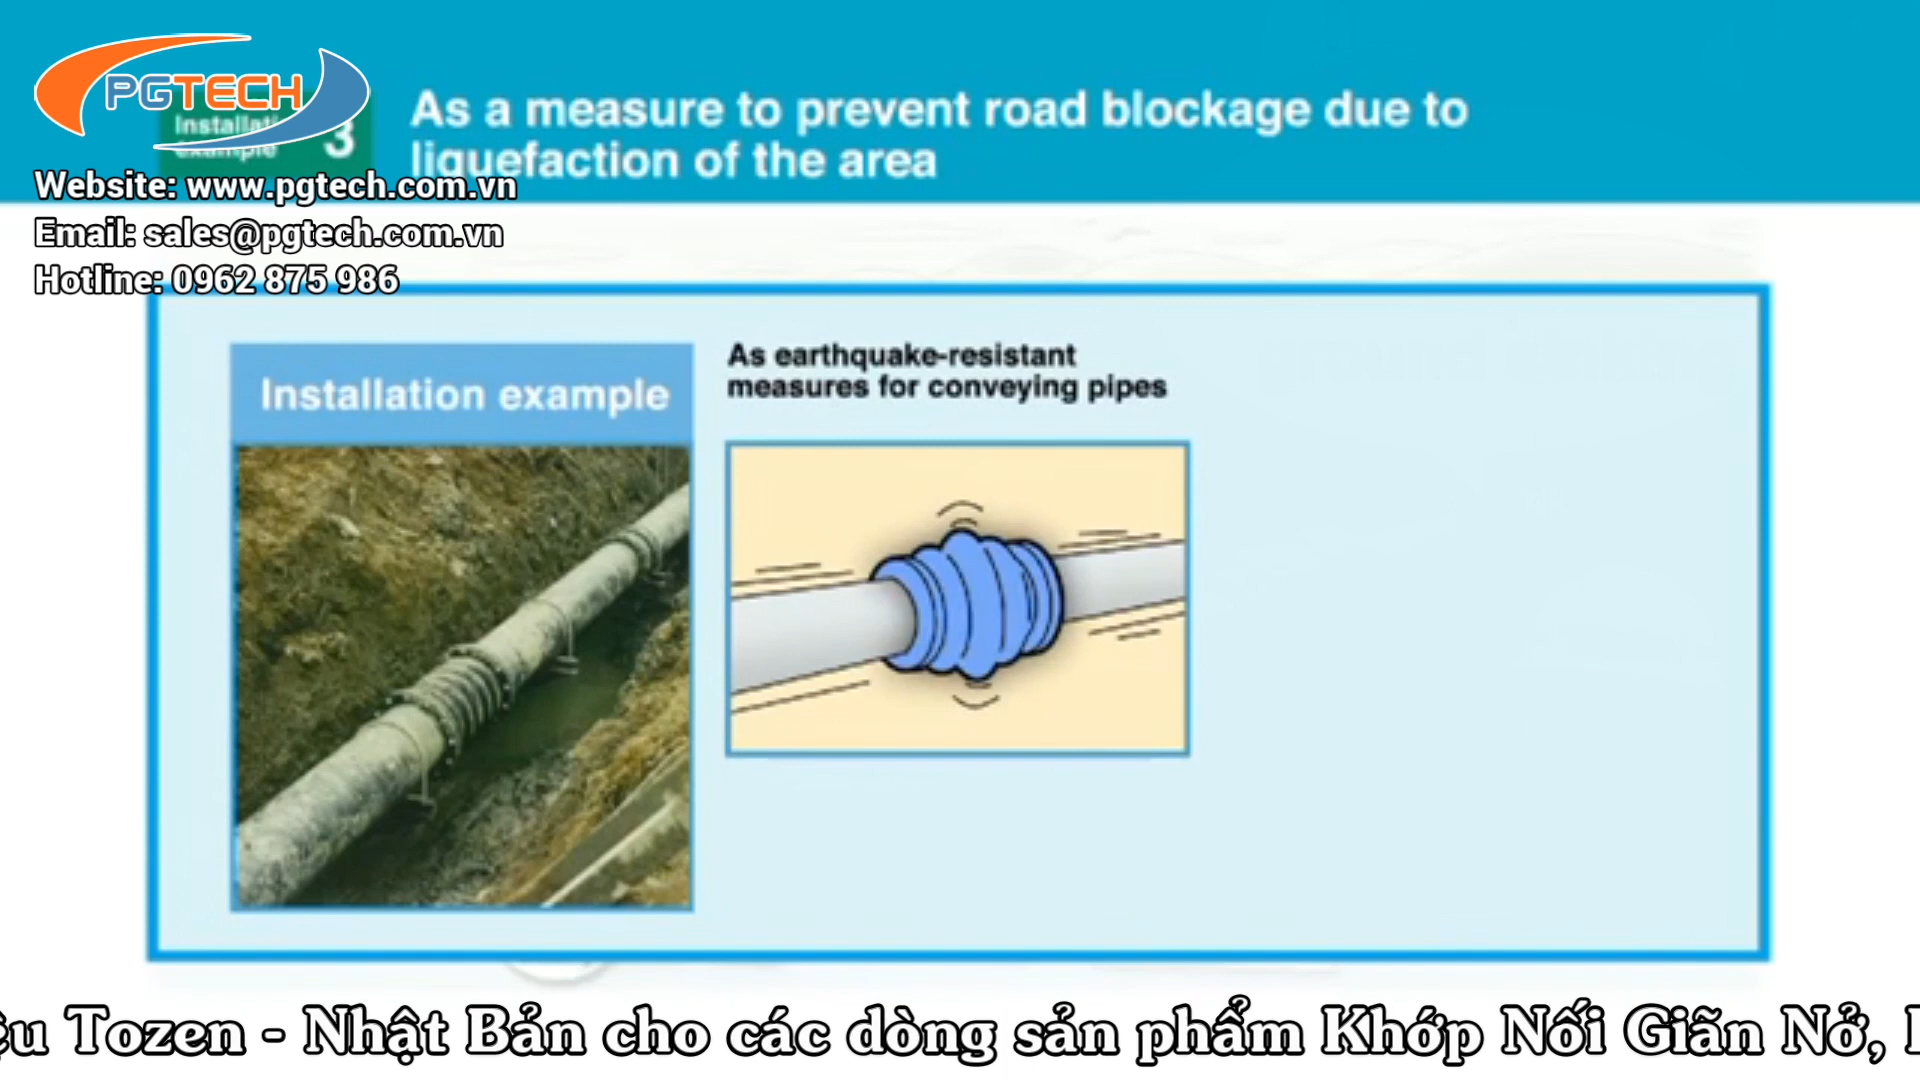 PGTECH
Installati
example
3
As a measure to prevent road blockage due to
liquefaction of the area
Website: www.pgtech.com.vn
Email: sales@pgtech.com.vn
Hotline: 0962 875 986
Installation example
As earthquake-resistant
measures for conveying pipes
Tozen - Nhật Bản cho các dòng sản phẩm Khớp Nối Giãn Nở,